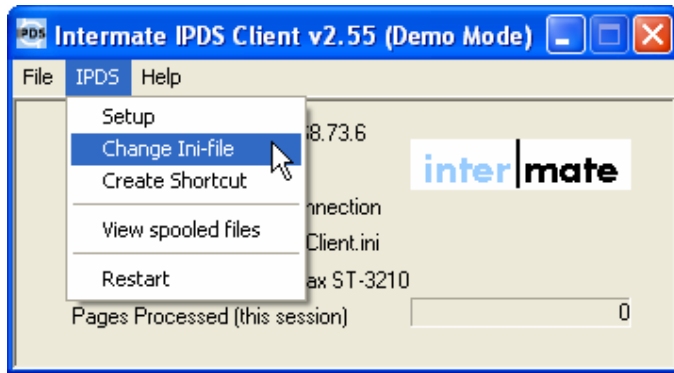 IPDS Intermate IPDS Client v2.55 (Demo Mode)
File IPDS Help
Setup
Change Ini-file
Create Shortcut
View spooled files
Restart
8.73.6
inter mate
nnection
Client.ini
ax ST-3210
Pages Processed (this session) 0